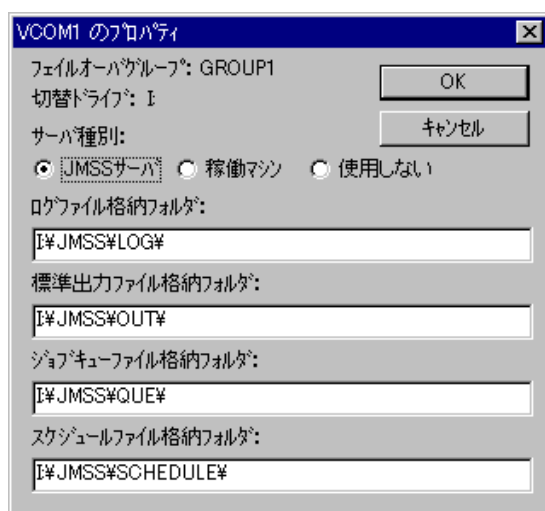 VCOM1 のﾌﾟﾛﾊﾟﾃｨ
ﾌｪｲﾙｵｰﾊﾞｸﾞﾙｰﾌﾟ: GROUP1
OK
切替ﾄﾞﾗｲﾌﾞ: I:
ｷｬﾝｾﾙ
ｻｰﾊﾞ種別:
JMSSｻｰﾊﾞ 稼働ﾏｼﾝ 使用しない
ﾛｸﾞﾌｧｲﾙ格納ﾌｫﾙﾀﾞ:
I:¥JMSS¥LOG¥
標準出力ﾌｧｲﾙ格納ﾌｫﾙﾀﾞ:
I:¥JMSS¥OUT¥
ｼﾞｮﾌﾞｷｭｰﾌｧｲﾙ格納ﾌｫﾙﾀﾞ:
I:¥JMSS¥QUE¥
ｽｹｼﾞｭｰﾙﾌｧｲﾙ格納ﾌｫﾙﾀﾞ:
I:¥JMSS¥SCHEDULE¥